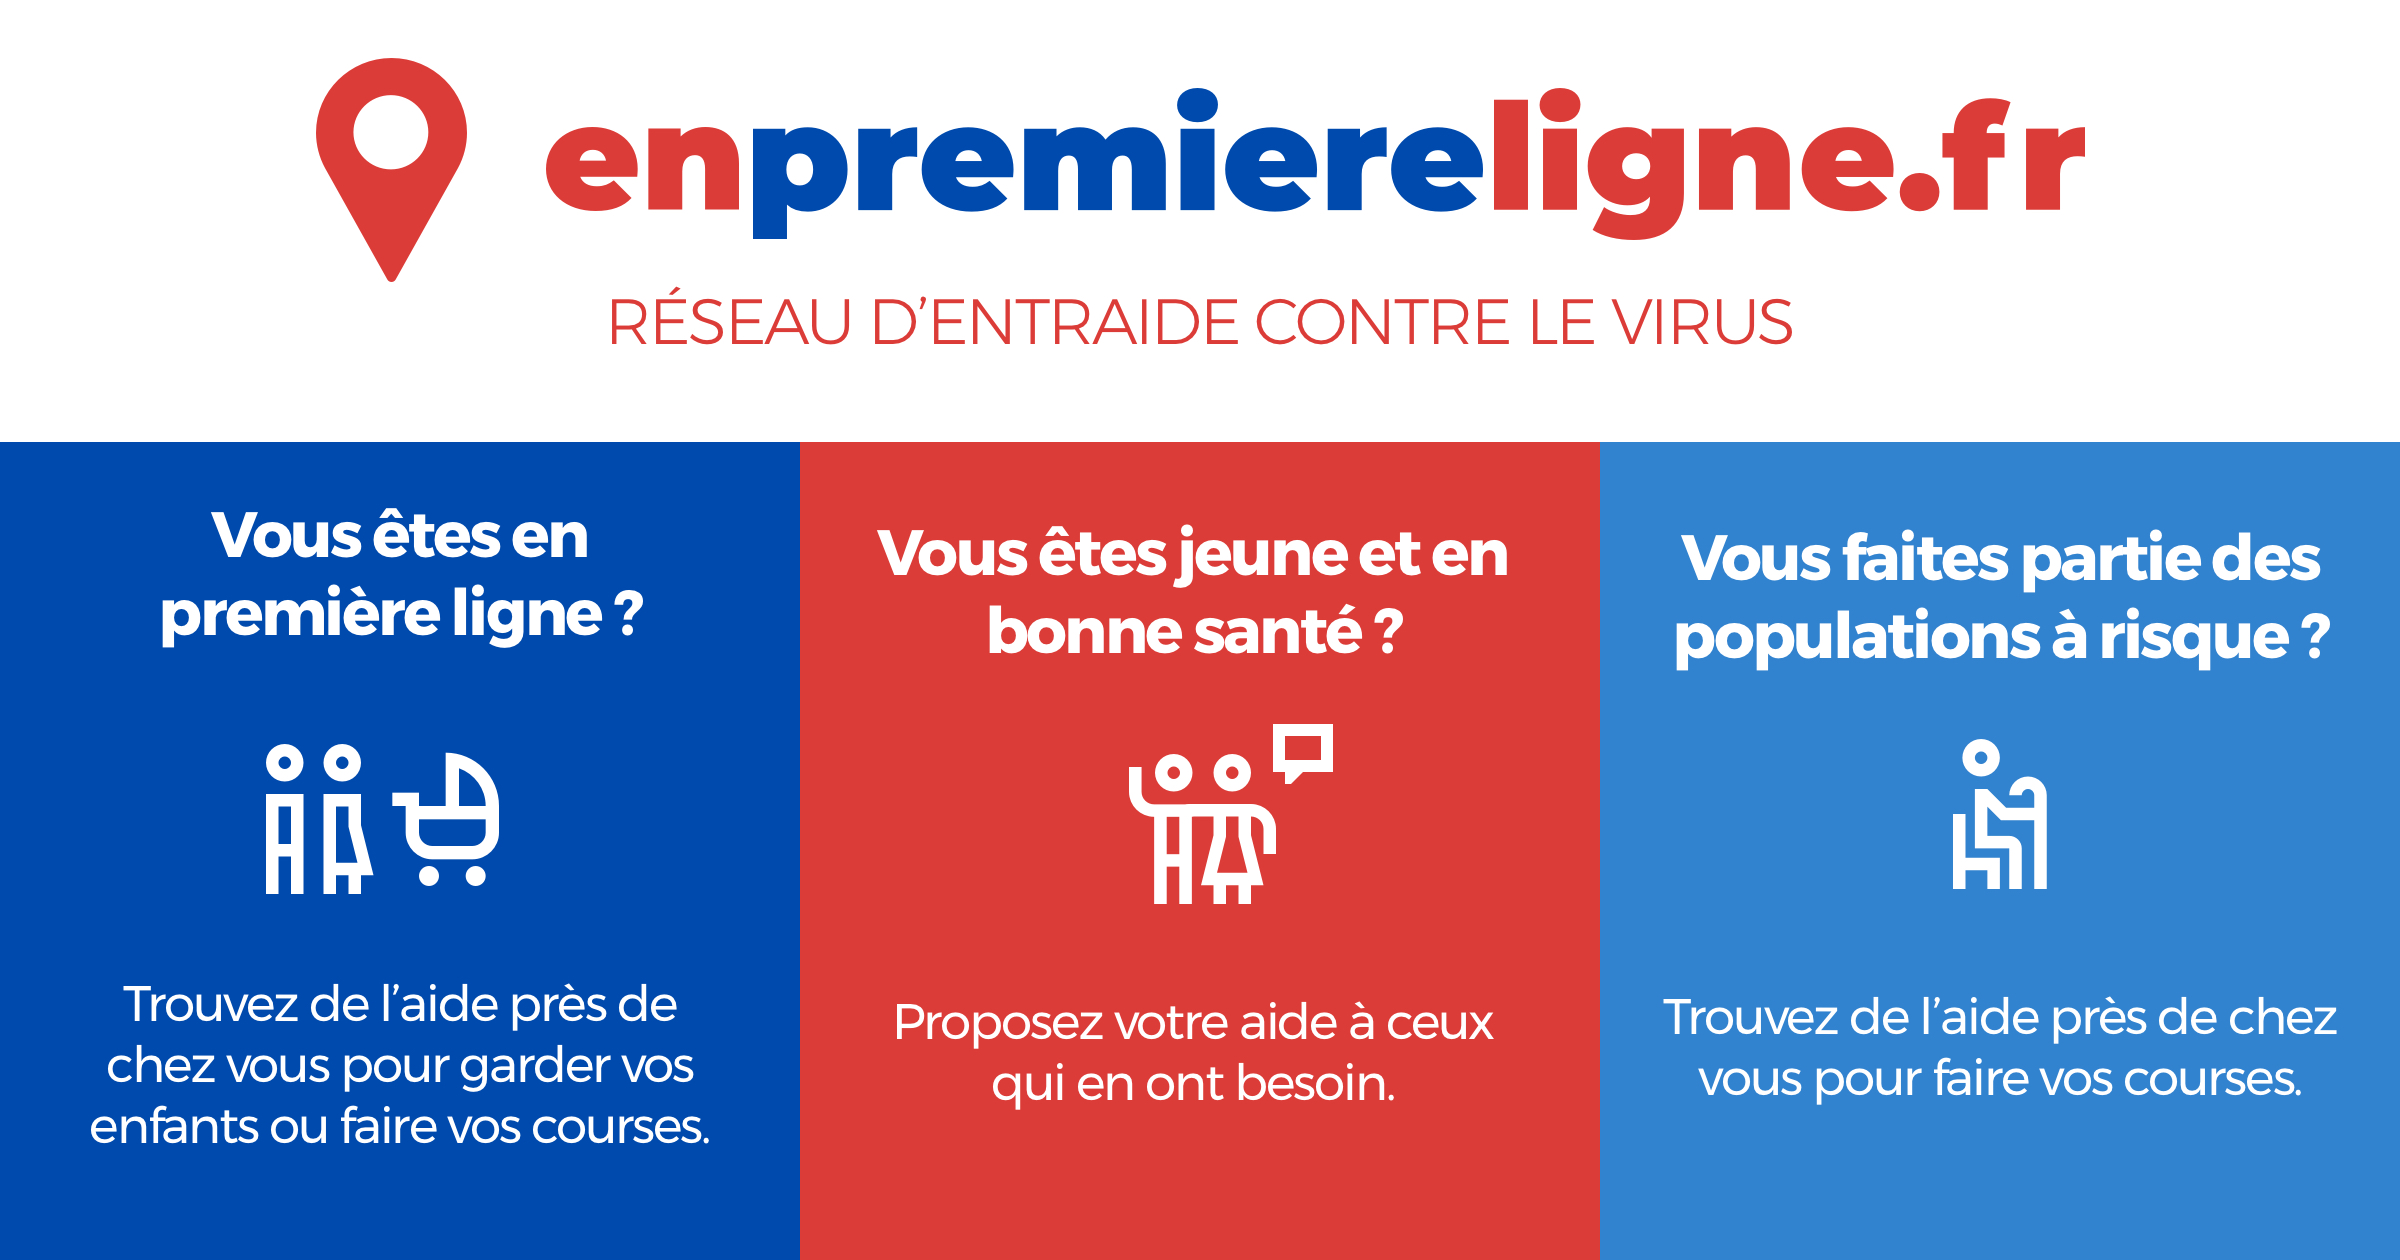 enpremiereligne.fr
RÉSEAU D’ENTRAIDE CONTRE LE VIRUS
Vous êtes en
première ligne ?
Trouvez de l’aide près de
chez vous pour garder vos
enfants ou faire vos courses.
Vous êtes jeune et en
bonne santé ?
Proposez votre aide à ceux
qui en ont besoin.
Vous faites partie des
populations à risque ?
Trouvez de l’aide près de chez
vous pour faire vos courses.